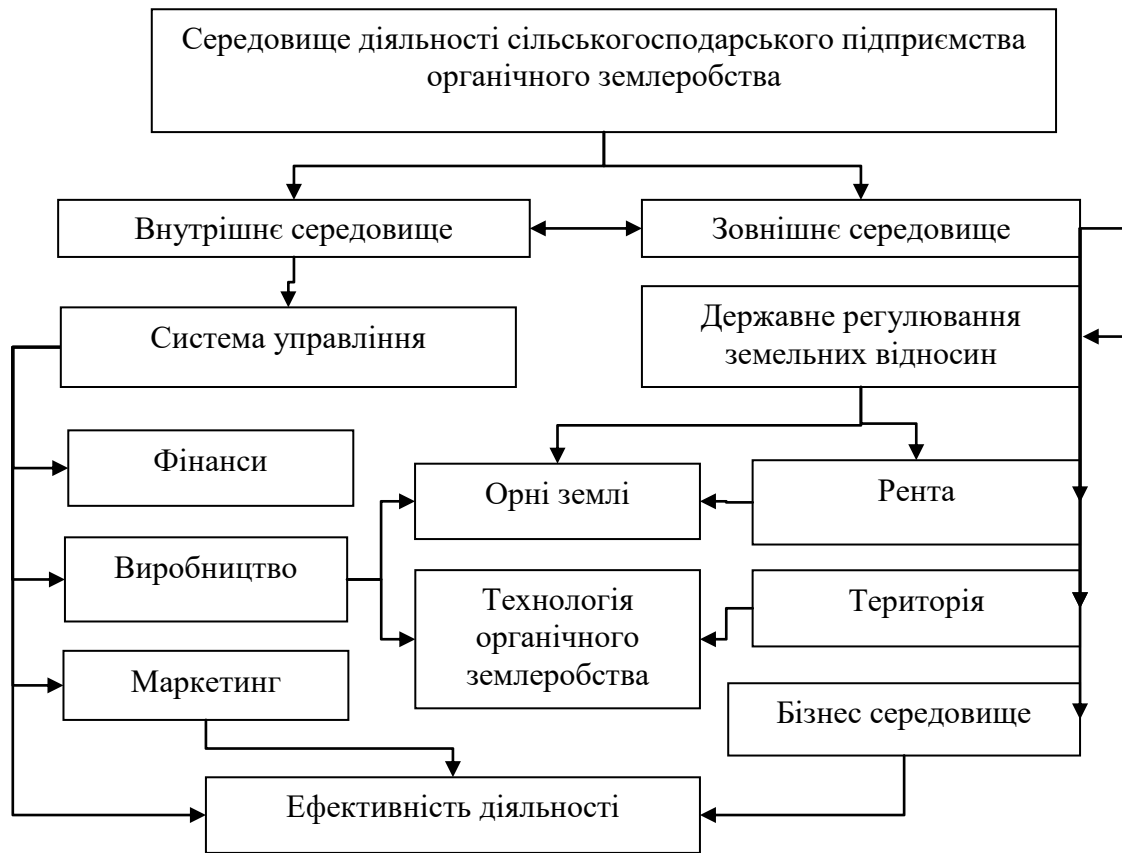 Середовище діяльності сільськогосподарського підприємства
органічного землеробства
Внутрішнє середовище
Зовнішнє середовище
Система управління
Державне регулювання
земельних відносин
Фінанси
Орні землі
Рента
Виробництво
Технологія
органічного
землеробства
Територія
Маркетинг
Бізнес середовище
Ефективність діяльності